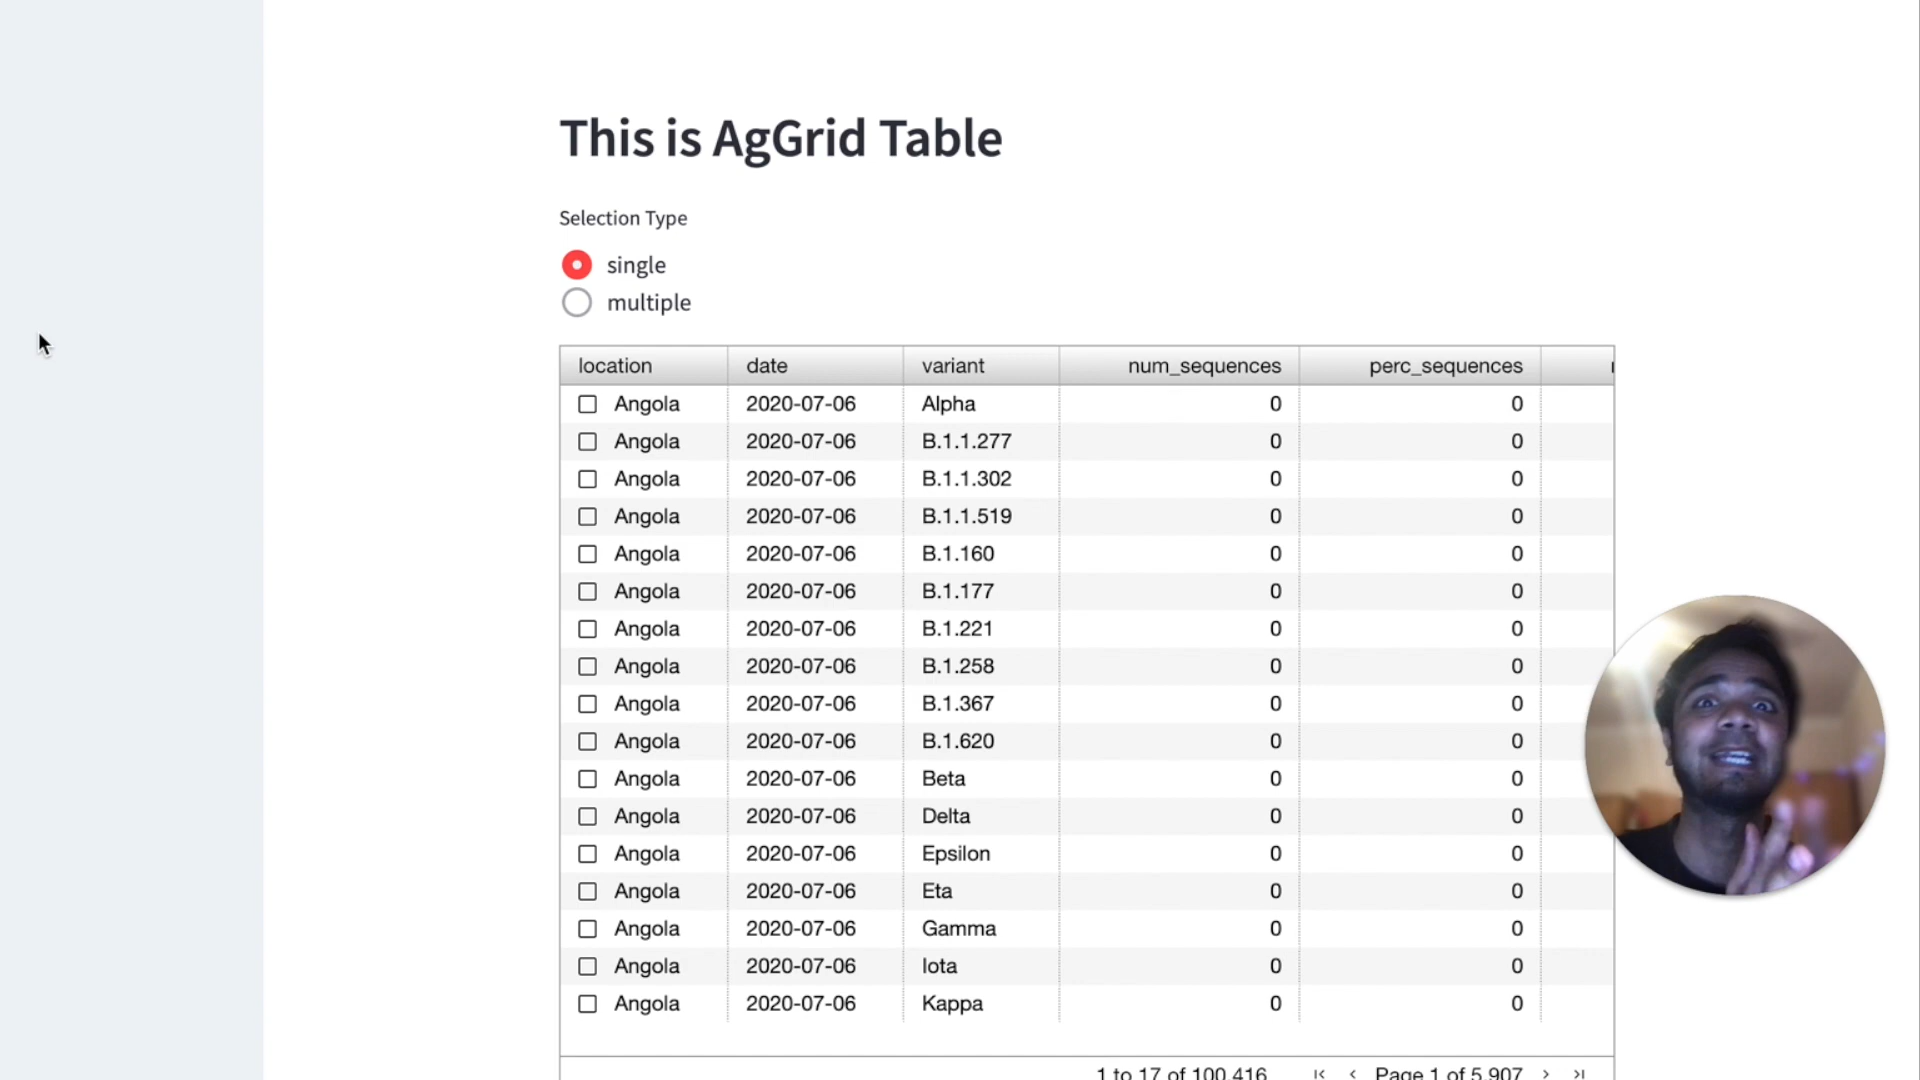 This is AgGrid Table
Selection Type
single
multiple
location date variant num_sequences perc_sequences
Angola 2020-07-06 Alpha 0 0
Angola 2020-07-06 B.1.1.277 0 0
Angola 2020-07-06 B.1.1.302 0 0
Angola 2020-07-06 B.1.1.519 0 0
Angola 2020-07-06 B.1.160 0 0
Angola 2020-07-06 B.1.177 0 0
Angola 2020-07-06 B.1.221 0 0
Angola 2020-07-06 B.1.258 0 0
Angola 2020-07-06 B.1.367 0 0
Angola 2020-07-06 B.1.620 0 0
Angola 2020-07-06 Beta 0 0
Angola 2020-07-06 Delta 0 0
Angola 2020-07-06 Epsilon 0 0
Angola 2020-07-06 Eta 0 0
Angola 2020-07-06 Gamma 0 0
Angola 2020-07-06 Iota 0 0
Angola 2020-07-06 Kappa 0 0
1 to 17 of 100,416 Page 1 of 5,907